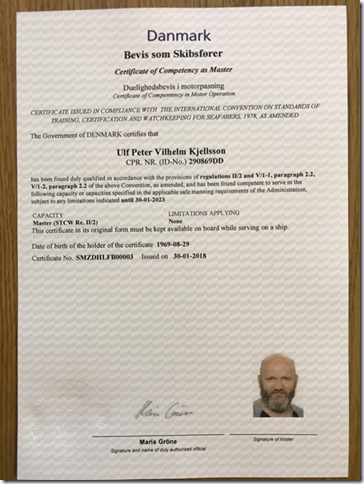 Danmark
Bevis som Skibsfører
Certificate of Competency as Master
Duelighedsbevis i motorpasning
Certificate of Competency in Motor Operation
CERTIFICATE ISSUED IN COMPLIANCE WITH THE INTERNATIONAL CONVENTION ON STANDARDS OF
TRAINING, CERTIFICATION AND WATCHKEEPING FOR SEAFARERS, 1978, AS AMENDED
The Government of DENMARK certifies that
Ulf Peter Vilhelm Kjellsson
CPR. NR. (ID-No.) 290869DD
has been found duly qualified in accordance with the provisions of regulations II/2 and V/1-1, paragraph 2.2,
V/1-2, paragraph 2.2 of the above Convention, as amended, and has been found competent to serve in the
following capacity or capacities specified in the applicable safe manning requirements of the Administration,
subject to any limitations indicated until 30-01-2023
CAPACITY LIMITATIONS APPLYING
Master (STCW Re. II/2) None
This certificate in its original form must be kept available on board while serving on a ship.
Date of birth of the holder of the certificate 1969-08-29
Certificate No. SMZDHLFB00003 Issued on 30-01-2018
Maria Gröne
Signature and name of duly authorized official
Signature of holder